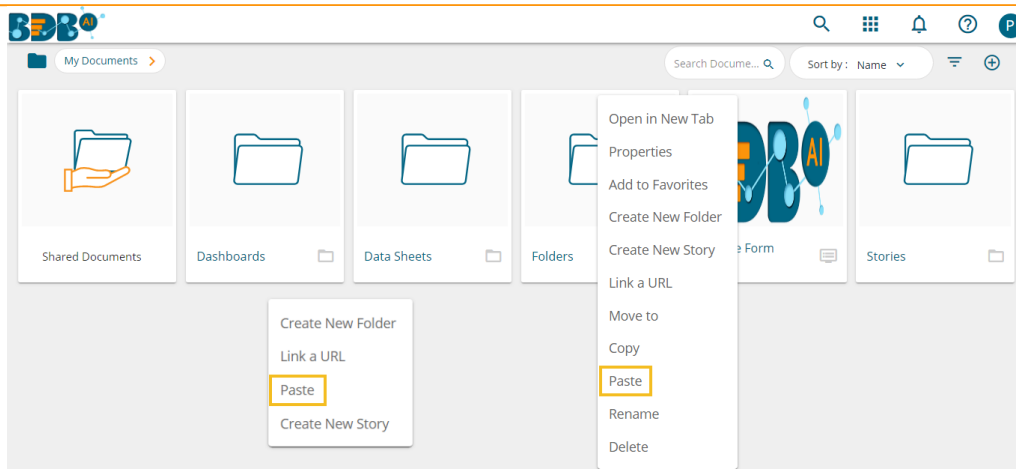 BDB AI
P
My Documents >
Search Docume...
Sort by : Name
Shared Documents
Dashboards
Data Sheets
Folders
e Form
Stories
AI
Open in New Tab
Properties
Add to Favorites
Create New Folder
Create New Story
Link a URL
Move to
Copy
Paste
Rename
Delete
Create New Folder
Link a URL
Paste
Create New Story